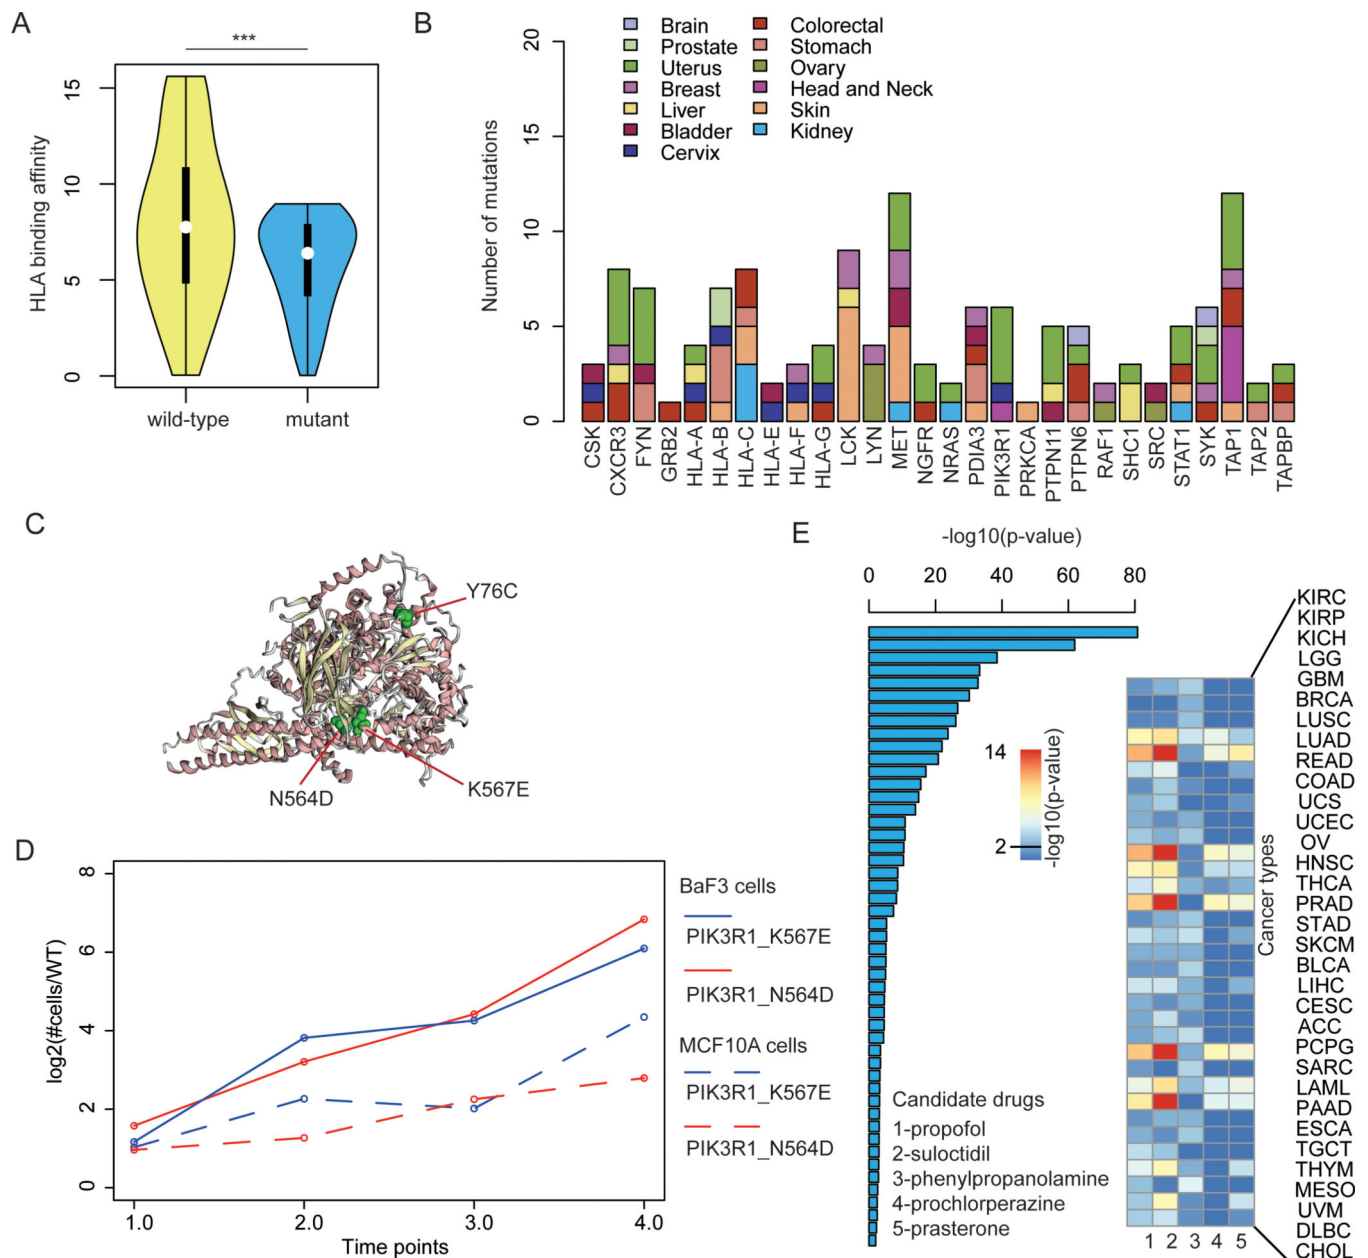 A
***
HLA binding affinity
15
10
5
0
wild-type
mutant
B
Number of mutations
20
15
10
5
0
Brain
Prostate
Uterus
Breast
Liver
Bladder
Cervix
Colorectal
Stomach
Ovary
Head and Neck
Skin
Kidney
CSK
CXCR3
FYN
GRB2
HLA-A
HLA-B
HLA-C
HLA-E
HLA-F
HLA-G
LCK
LYN
MET
NGFR
NRAS
PDIA3
PIK3R1
PRKCA
PTPN11
PTPN6
RAF1
SHC1
SRC
STAT1
SYK
TAP1
TAP2
TAPBP
C
Y76C
N564D
K567E
D
log2(#cells/WT)
8
6
4
2
0
1.0
2.0
3.0
4.0
Time points
BaF3 cells
PIK3R1_K567E
PIK3R1_N564D
MCF10A cells
PIK3R1_K567E
PIK3R1_N564D
E
-log10(p-value)
0
20
40
60
80
Candidate drugs
1-propofol
2-suloctidil
3-phenylpropanolamine
4-prochlorperazine
5-prasterone
14
2
-log10(p-value)
Cancer types
1 2 3 4 5
KIRC
KIRP
KICH
LGG
GBM
BRCA
LUSC
LUAD
READ
COAD
UCS
UCEC
OV
HNSC
THCA
PRAD
STAD
SKCM
BLCA
LIHC
CESC
ACC
PCPG
SARC
LAML
PAAD
ESCA
TGCT
THYM
MESO
UVM
DLBC
CHOL